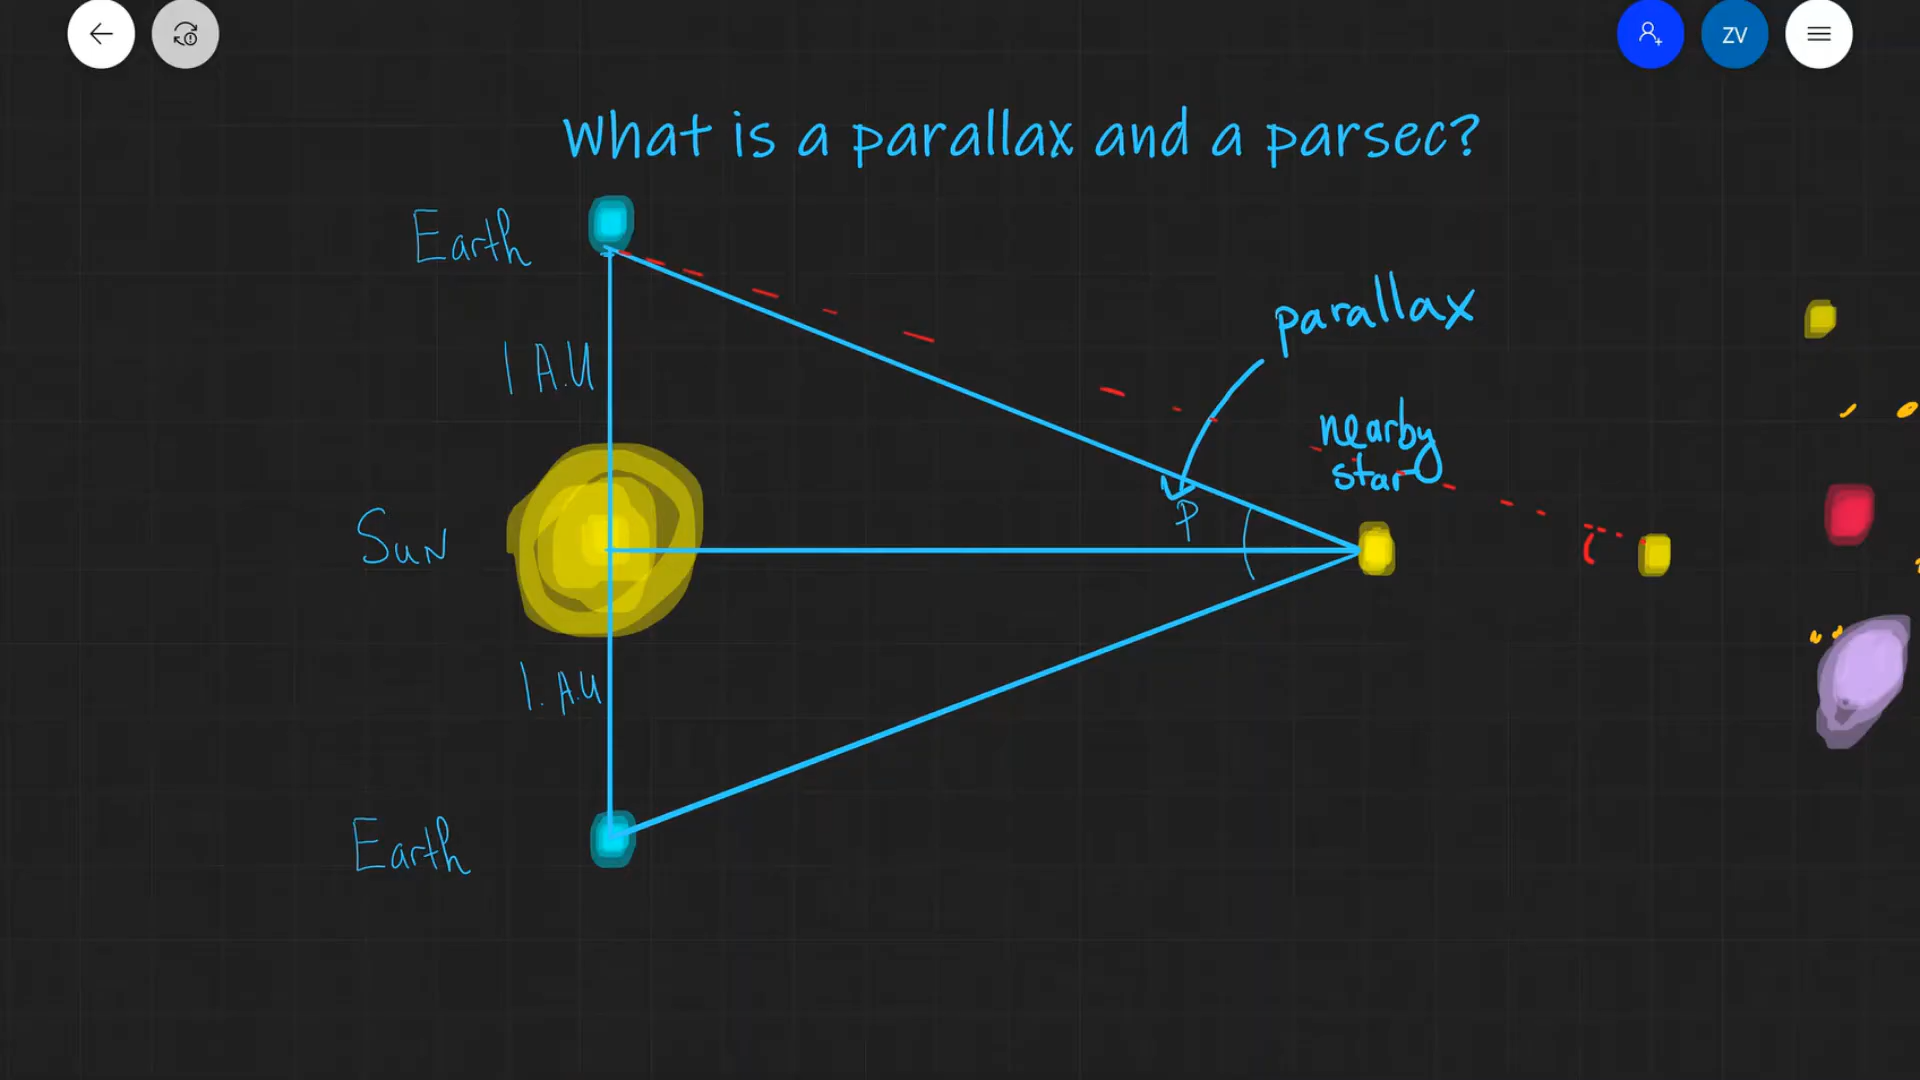 ZV
What is a parallax and a parsec?
Earth
parallax
1 A.U
nearby
star
P
Sun
1. A.U
Earth